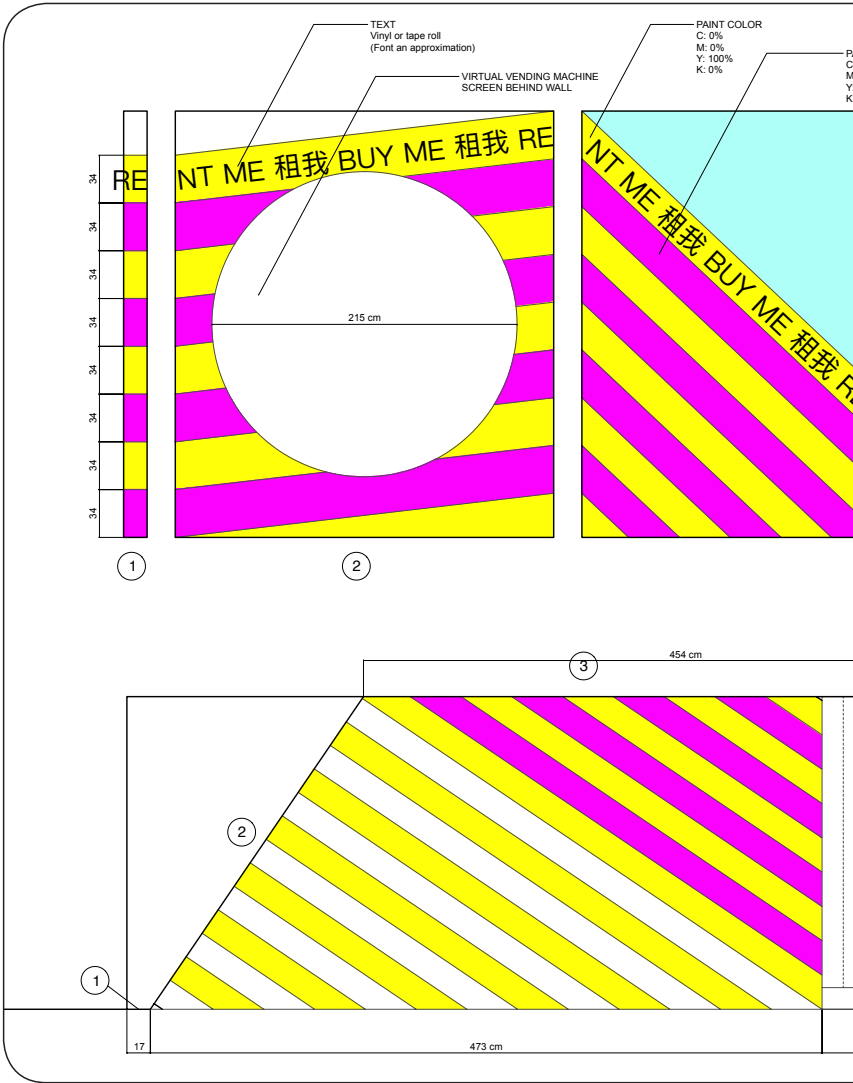 TEXT
Vinyl or tape roll
(Font an approximation)
PAINT COLOR
C: 0%
M: 0%
Y: 100%
K: 0%
VIRTUAL VENDING MACHINE
SCREEN BEHIND WALL
C
M
Y
K
RE
NT ME 租我 BUY ME 租我 RE
NT ME 租我 BUY ME 租我 RE
34
34
34
34
34
34
34
34
215 cm
1
2
454 cm
3
2
1
17
473 cm